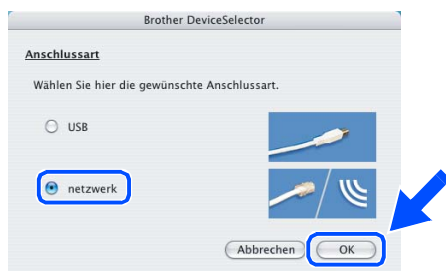 Brother DeviceSelector
Anschlussart
Wählen Sie hier die gewünschte Anschlussart.
USB
netzwerk
Abbrechen OK